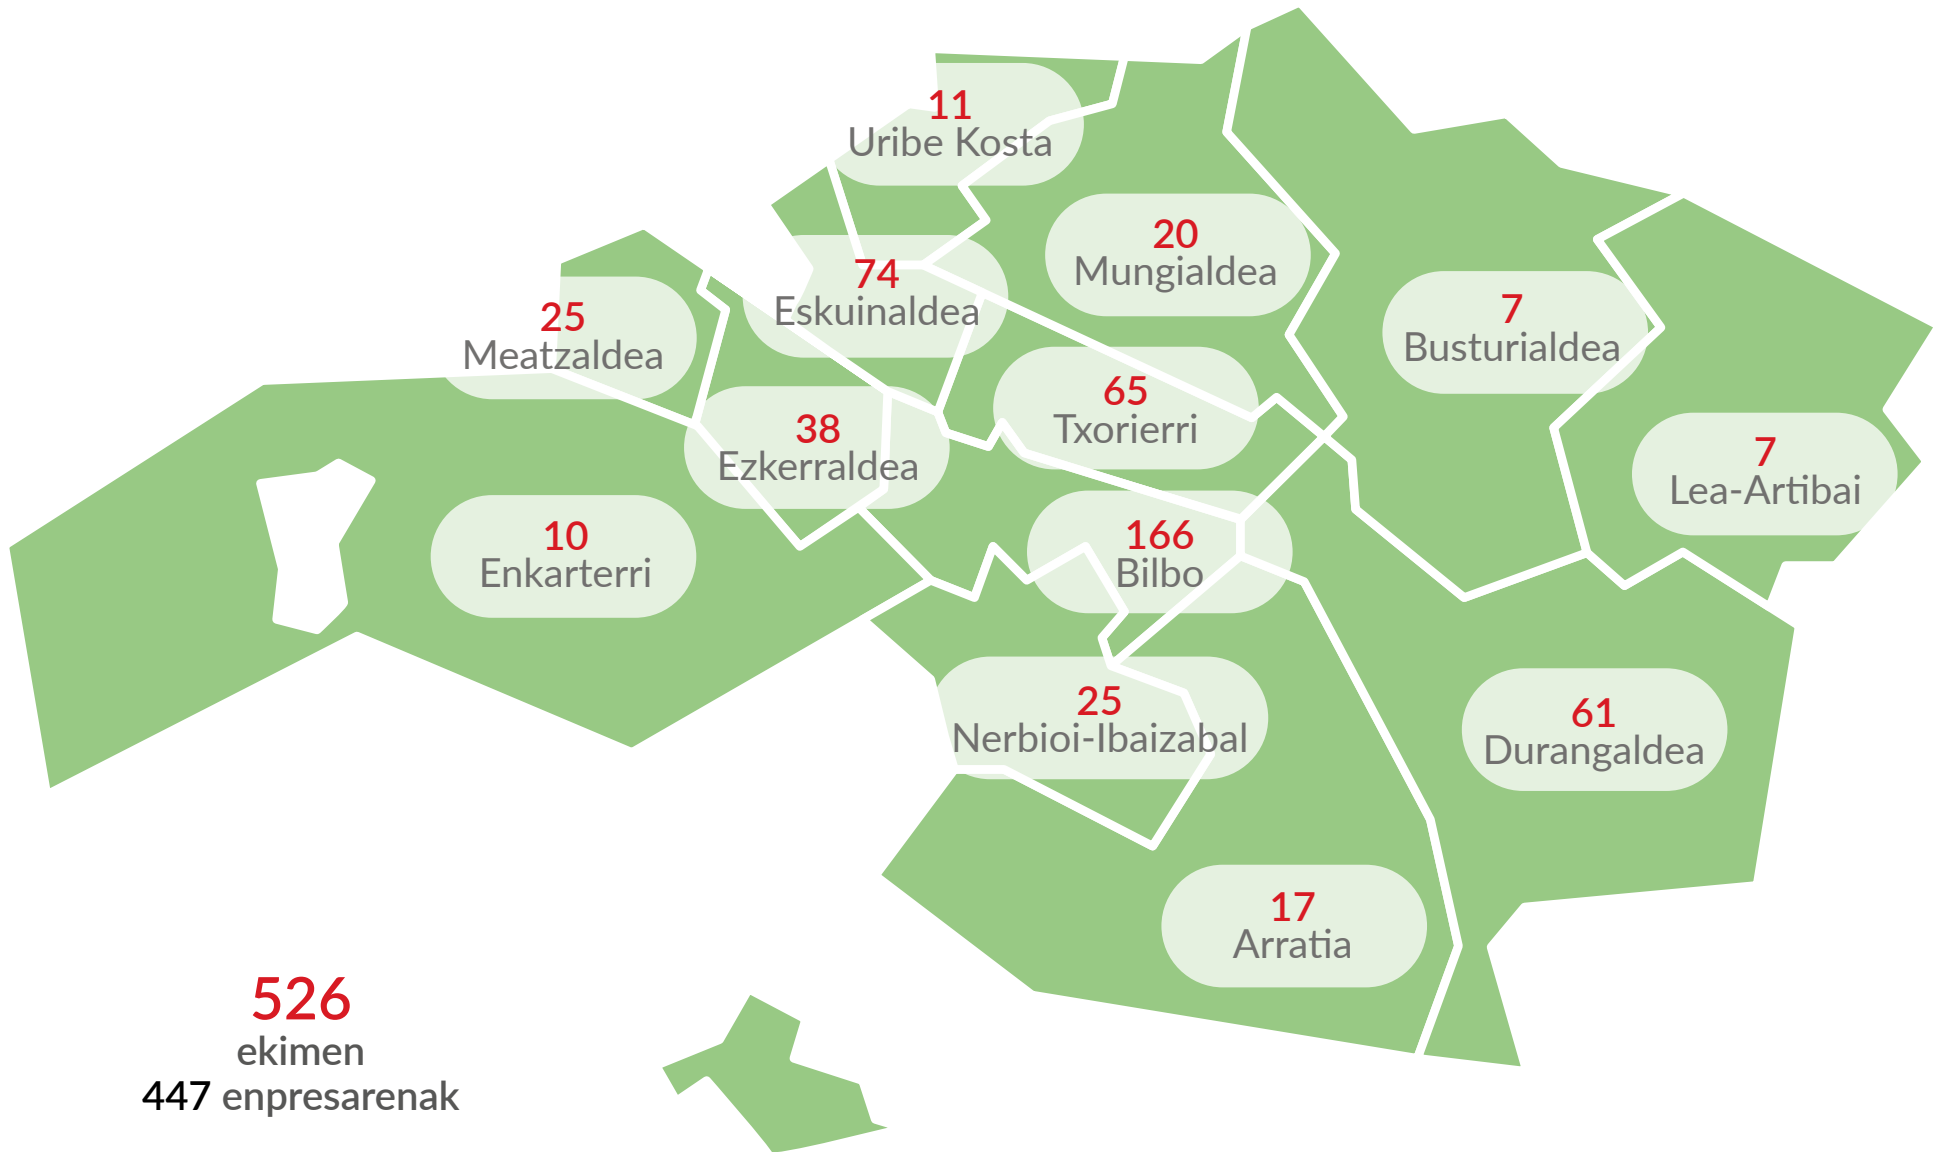 11
Uribe Kosta
20
Mungialdea
74
Eskuinaldea
25
Meatzaldea
7
Busturialdea
65
Txorierri
38
Ezkerraldea
7
Lea-Artibai
10
Enkarterri
166
Bilbo
25
Nerbioi-Ibaizabal
61
Durangaldea
17
Arratia
526
ekimen
447 enpresarenak